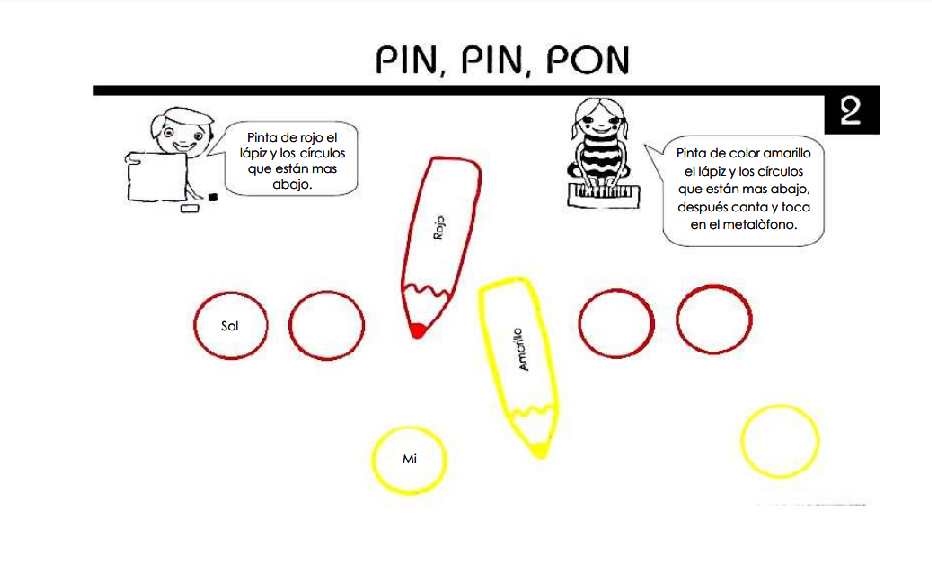 PIN, PIN, PON
2
Pinta de rojo el
lápiz y los círculos
que están mas
abajo.
Pinta de color amarillo
el lápiz y los círculos
que están mas abajo,
después canta y toca
en el metalòfono.
Rojo
Sol
Amarillo
Mi